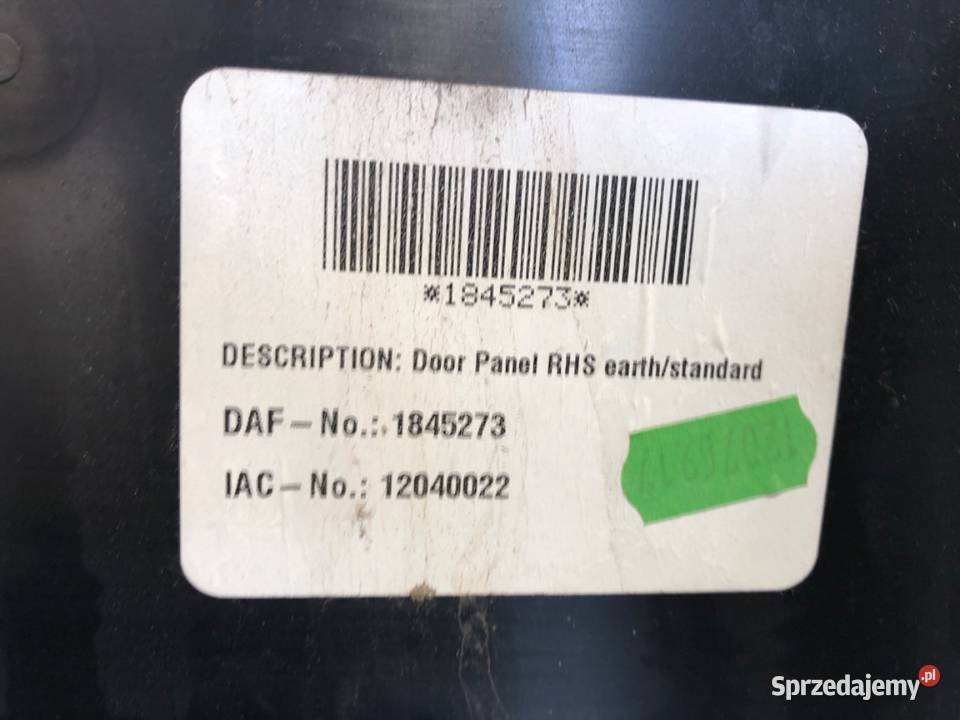 *1845273*
DESCRIPTION: Door Panel RHS earth/standard
DAF-No.: 1845273
IAC-No.: 12040022
Sprzedajemy.pl